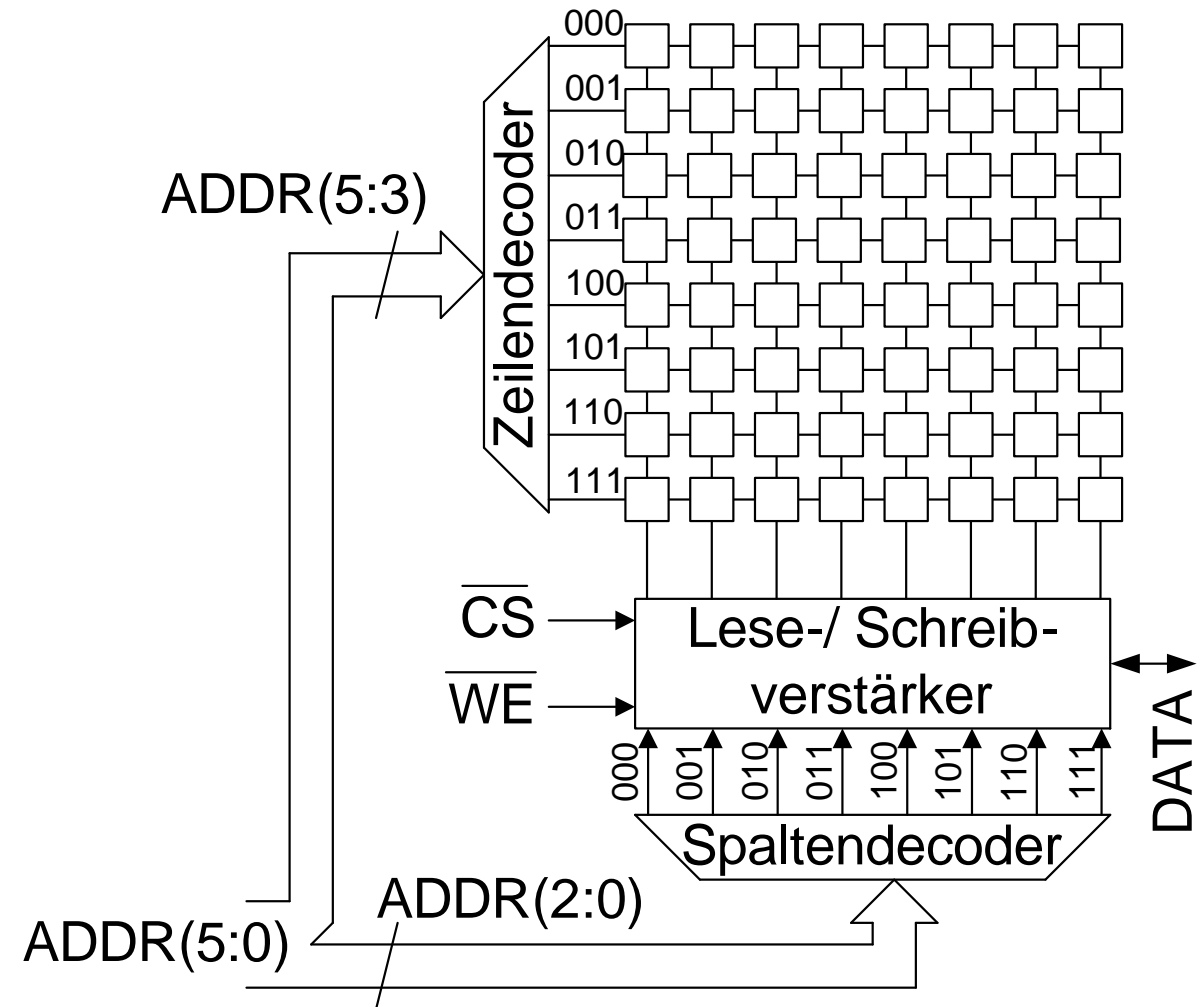 000
001
010
011
100
101
110
111
Zeilendecoder
ADDR(5:3)
CS
WE
Lese-/ Schreib-
verstärker
DATA
000
001
010
011
100
101
110
111
Spaltendecoder
ADDR(2:0)
ADDR(5:0)